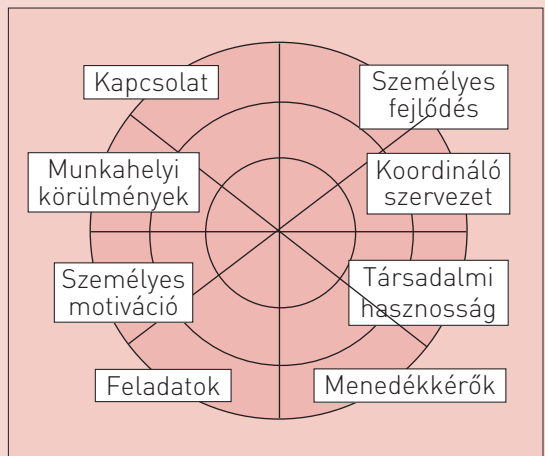 Kapcsolat
Személyes
fejlődés
Munkahelyi
körülmények
Koordináló
szervezet
Személyes
motiváció
Társadalmi
hasznosság
Feladatok
Menedékkérők